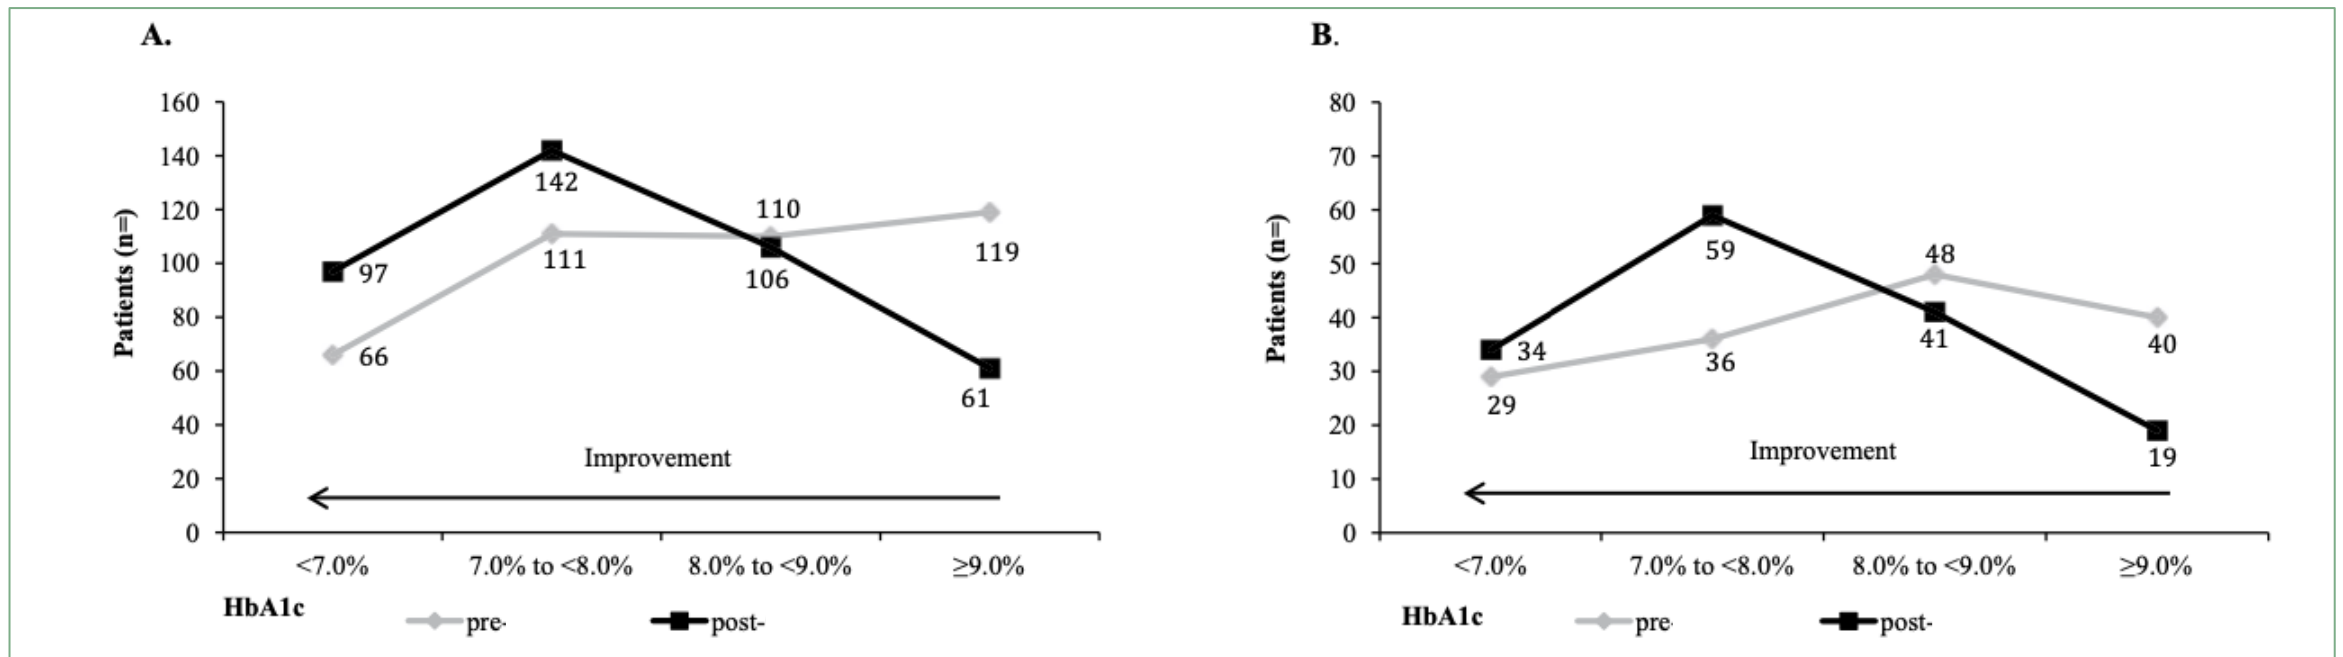 A.
160
140
120
100
80
60
40
20
0
Patients (n=)
97
142
110
106
61
66
111
119
Improvement
<7.0%
7.0% to <8.0%
8.0% to <9.0%
≥9.0%
HbA1c
pre-
post-
B.
80
70
60
50
40
30
20
10
0
Patients (n=)
34
59
48
41
19
29
36
40
Improvement
<7.0%
7.0% to <8.0%
8.0% to <9.0%
≥9.0%
HbA1c
pre-
post-